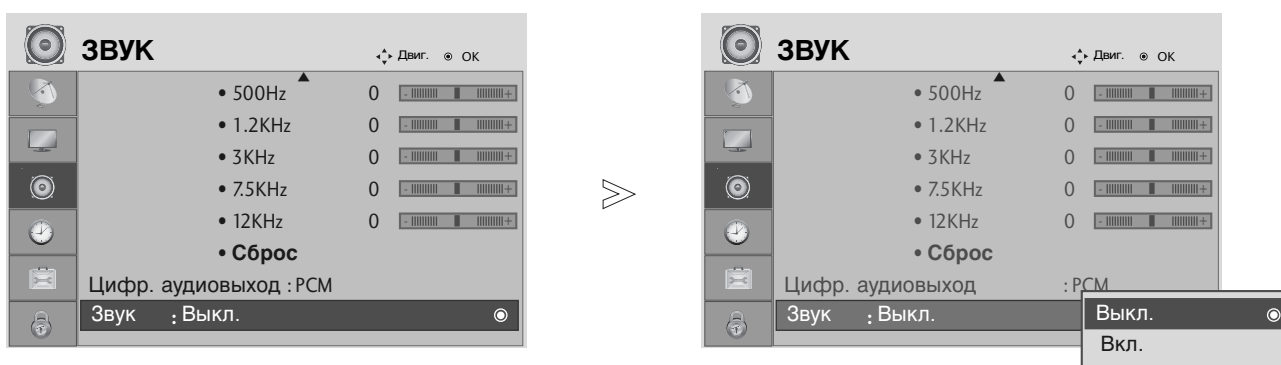 ЗВУК
Двиг. OK
• 500Hz 0 - +
• 1.2KHz 0 - +
• 3KHz 0 - +
• 7.5KHz 0 - +
• 12KHz 0 - +
• Сброс
Цифр. аудиовыход : PCM
Звук : Выкл.
>
ЗВУК
Двиг. OK
• 500Hz 0 - +
• 1.2KHz 0 - +
• 3KHz 0 - +
• 7.5KHz 0 - +
• 12KHz 0 - +
• Сброс
Цифр. аудиовыход : PCM
Звук : Выкл.
Выкл.
Вкл.